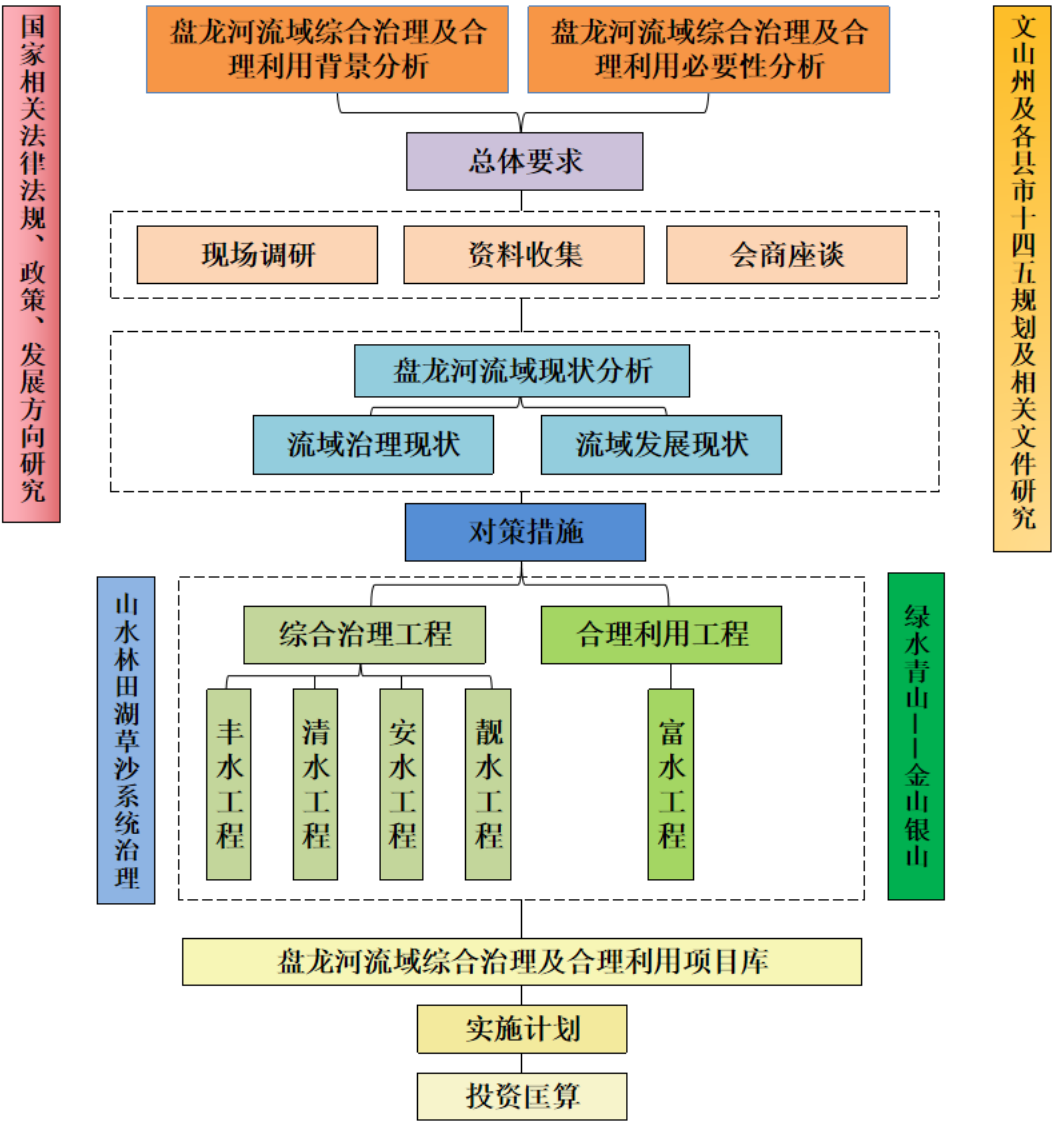 国家相关法律法规、政策、发展方向研究
盘龙河流域综合治理及合
理利用背景分析
盘龙河流域综合治理及合
理利用必要性分析
文山州及各县市十四五规划及相关文件研究
总体要求
现场调研
资料收集
会商座谈
盘龙河流域现状分析
流域治理现状
流域发展现状
对策措施
山水林田湖草沙系统治理
综合治理工程
合理利用工程
丰水工程
清水工程
安水工程
靓水工程
富水工程
绿水青山——金山银山
盘龙河流域综合治理及合理利用项目库
实施计划
投资匡算